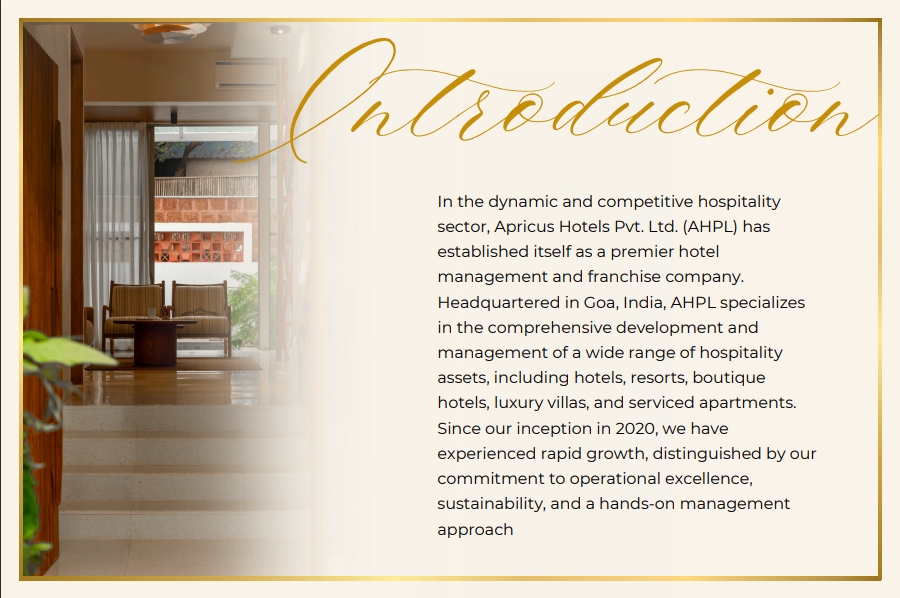 Introduction
In the dynamic and competitive hospitality
sector, Apricus Hotels Pvt. Ltd. (AHPL) has
established itself as a premier hotel
management and franchise company.
Headquartered in Goa, India, AHPL specializes
in the comprehensive development and
management of a wide range of hospitality
assets, including hotels, resorts, boutique
hotels, luxury villas, and serviced apartments.
Since our inception in 2020, we have
experienced rapid growth, distinguished by our
commitment to operational excellence,
sustainability, and a hands-on management
approach